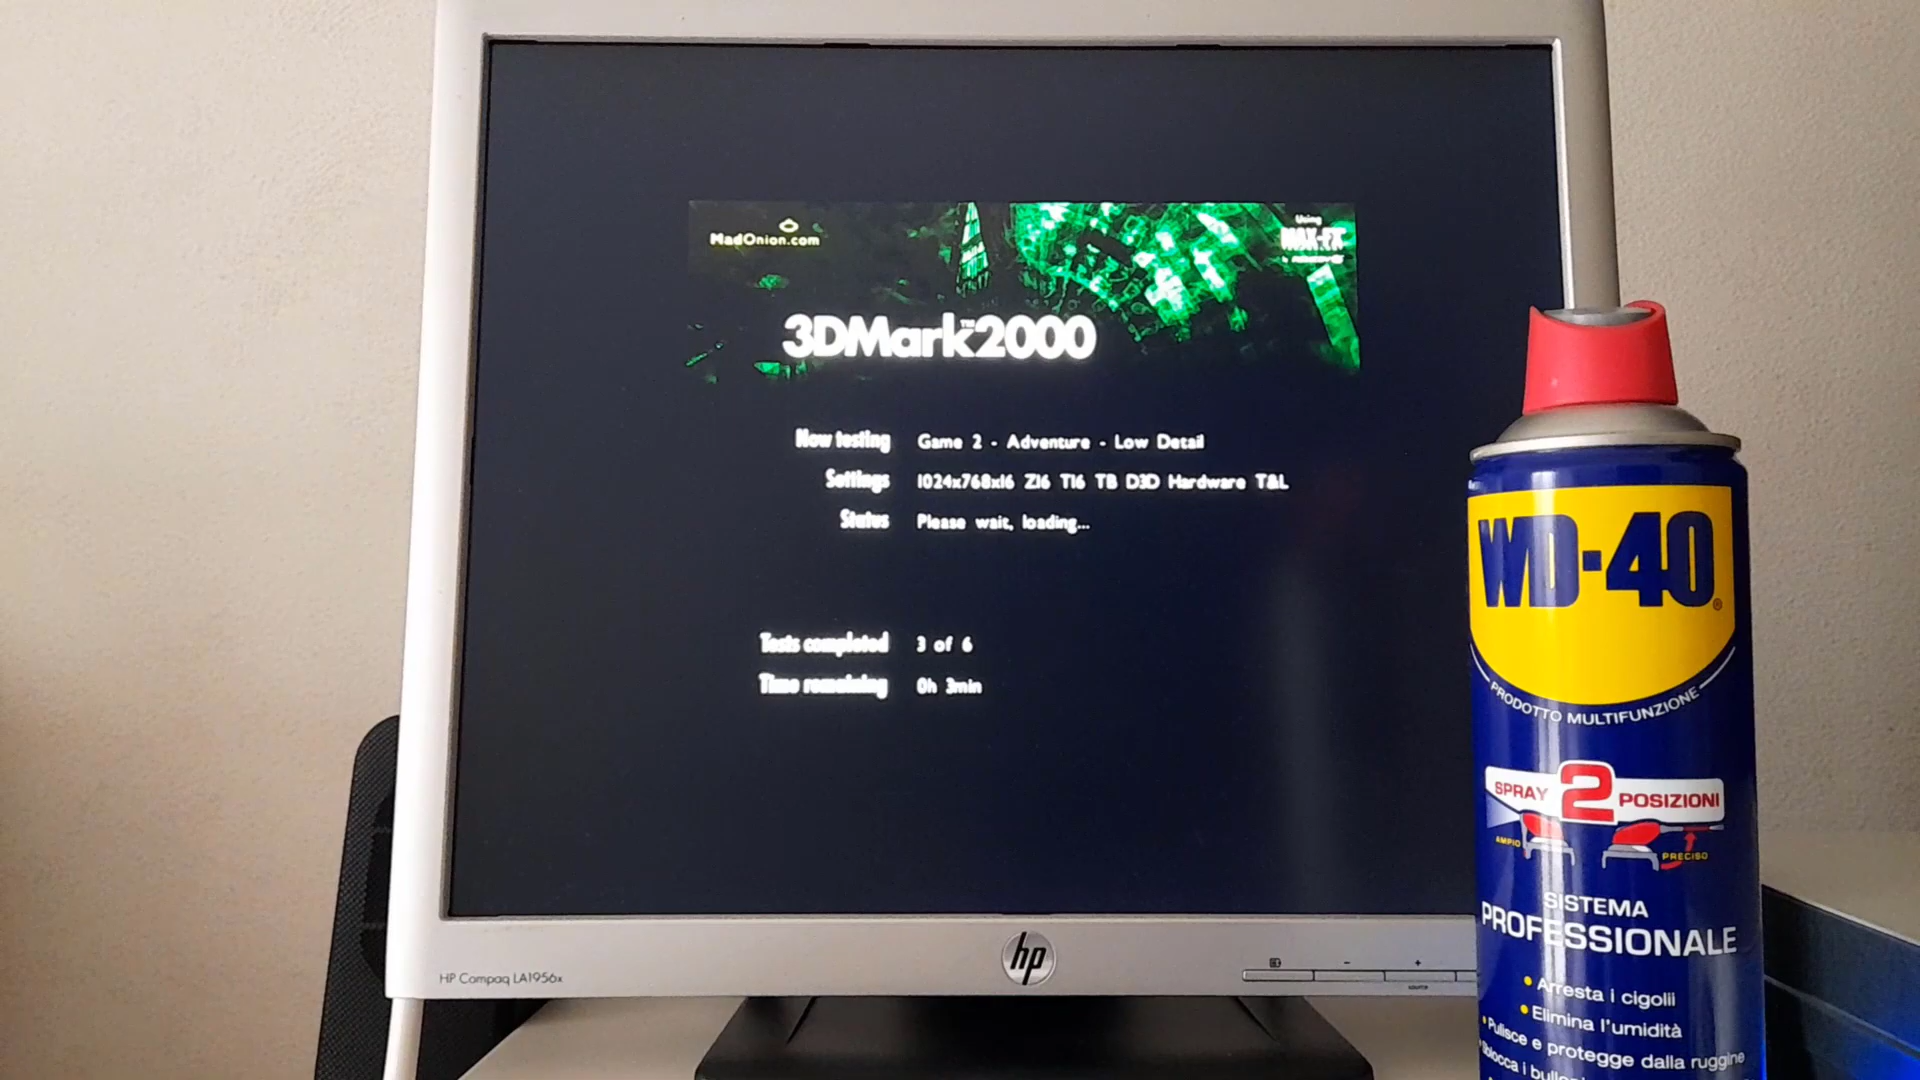 MadOnion.com
Using
MAX-FX
3DMark™2000
Now testing Game 2 - Adventure - Low Detail
Settings 1024x768x16 Z16 T16 TB D3D Hardware T&L
Status Please wait, loading...
Tests completed 3 of 6
Time remaining 0h 3min
hp
HP Compaq LA1956x
source
WD-40®
PRODOTTO MULTIFUNZIONE
SPRAY 2 POSIZIONI
AMPIO
PRECISO
SISTEMA
PROFESSIONALE
• Arresta i cigolii
• Elimina l'umidità
• Pulisce e protegge dalla ruggine